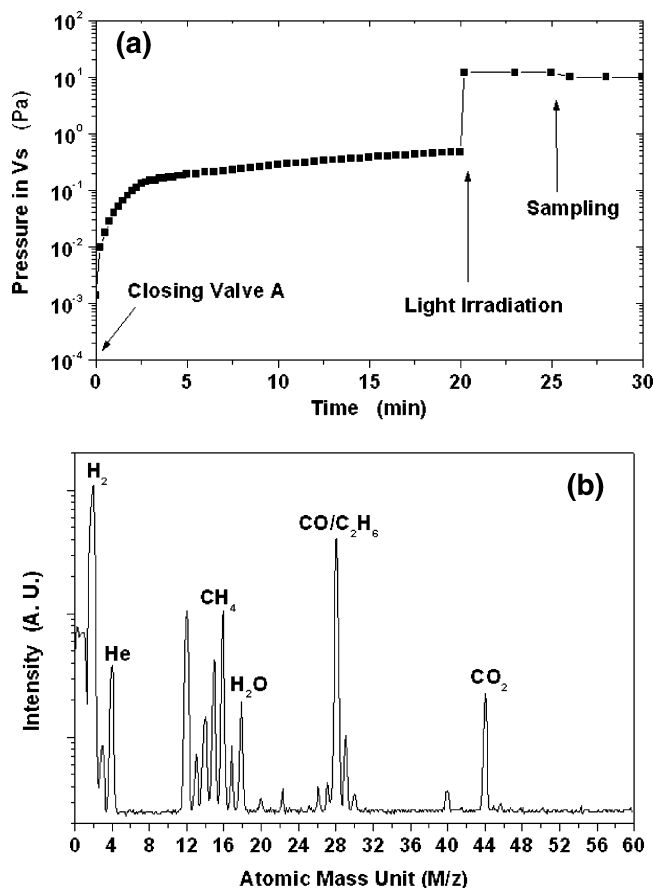 (a)
10²
10¹
10⁰
10⁻¹
10⁻²
10⁻³
10⁻⁴
Pressure in Vs (Pa)
Closing Valve A
Light Irradiation
Sampling
0 5 10 15 20 25 30
Time (min)
(b)
H₂
He
CH₄
H₂O
CO/C₂H₆
CO₂
Intensity (A. U.)
0 4 8 12 16 20 24 28 32 36 40 44 48 52 56 60
Atomic Mass Unit (M/z)